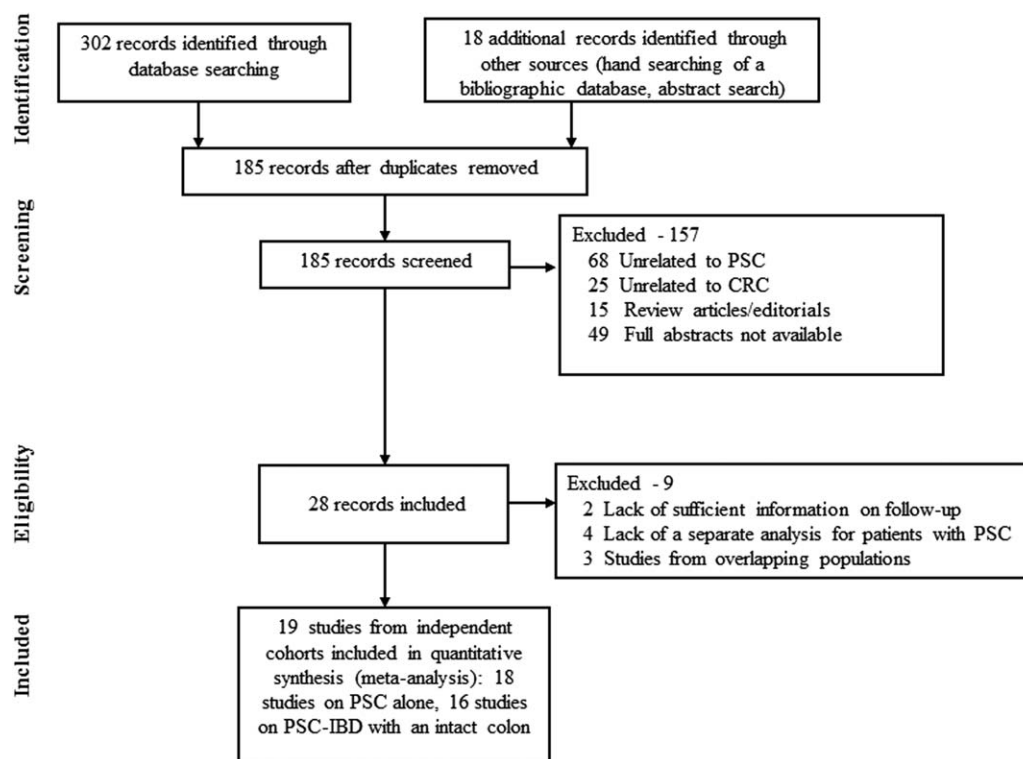 Identification
302 records identified through
database searching
18 additional records identified through
other sources (hand searching of a
bibliographic database, abstract search)
185 records after duplicates removed
Screening
185 records screened
Excluded - 157
68 Unrelated to PSC
25 Unrelated to CRC
15 Review articles/editorials
49 Full abstracts not available
Eligibility
28 records included
Excluded - 9
2 Lack of sufficient information on follow-up
4 Lack of a separate analysis for patients with PSC
3 Studies from overlapping populations
Included
19 studies from independent
cohorts included in quantitative
synthesis (meta-analysis): 18
studies on PSC alone, 16 studies
on PSC-IBD with an intact colon